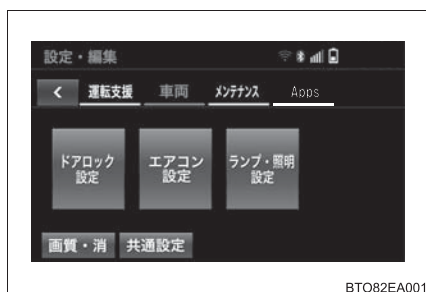 設定・編集
運転支援 車両 メンテナンス Apps
ドアロック
設定
エアコン
設定
ランプ・照明
設定
画質・消 共通設定
BTO82EA001